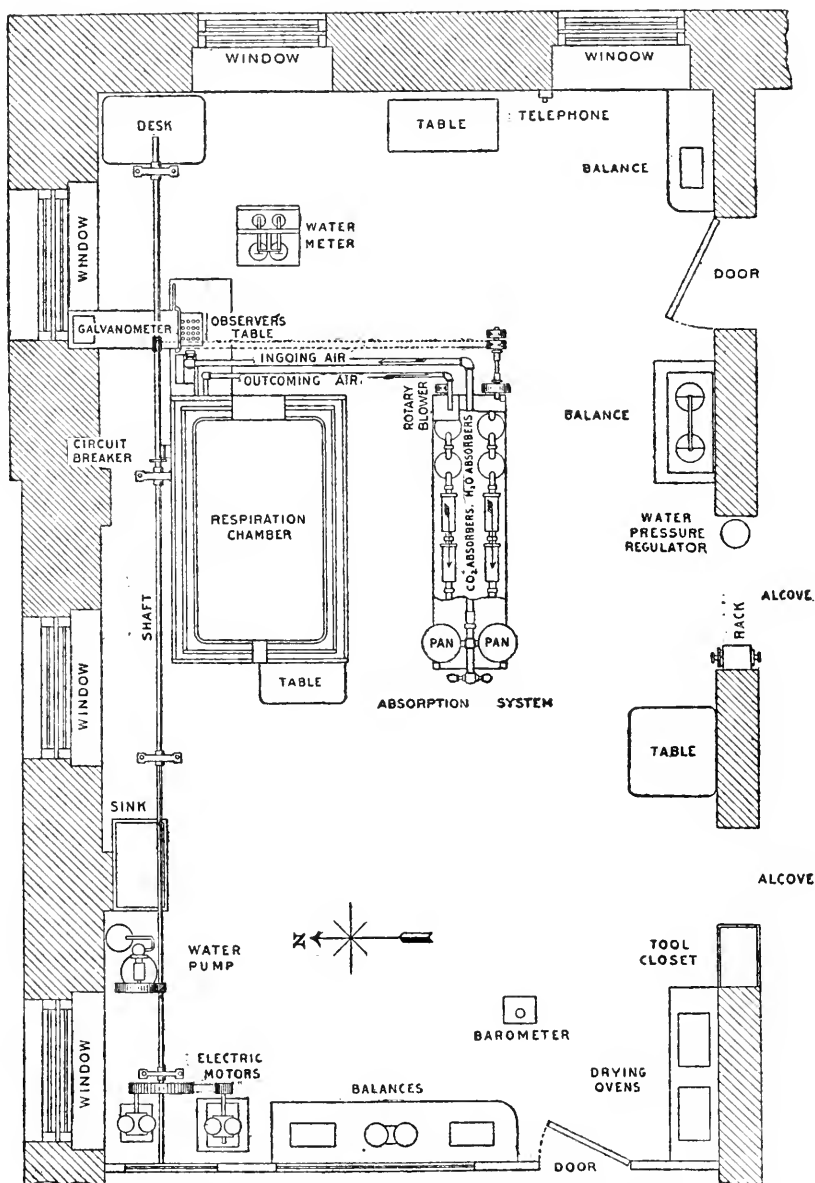 WINDOW
WINDOW
DESK
TABLE
TELEPHONE
BALANCE
WINDOW
WATER
METER
DOOR
GALVANOMETER
OBSERVER'S
TABLE
INGOING AIR
OUTCOMING AIR
ROTARY
BLOWER
BALANCE
CIRCUIT
BREAKER
RESPIRATION
CHAMBER
CO2 ABSORBERS, H2O ABSORBERS
WATER
PRESSURE
REGULATOR
ALCOVE
RACK
SHAFT
PAN
PAN
WINDOW
TABLE
ABSORPTION SYSTEM
TABLE
SINK
ALCOVE
N
WATER
PUMP
TOOL
CLOSET
BAROMETER
WINDOW
ELECTRIC
MOTORS
BALANCES
DRYING
OVENS
DOOR